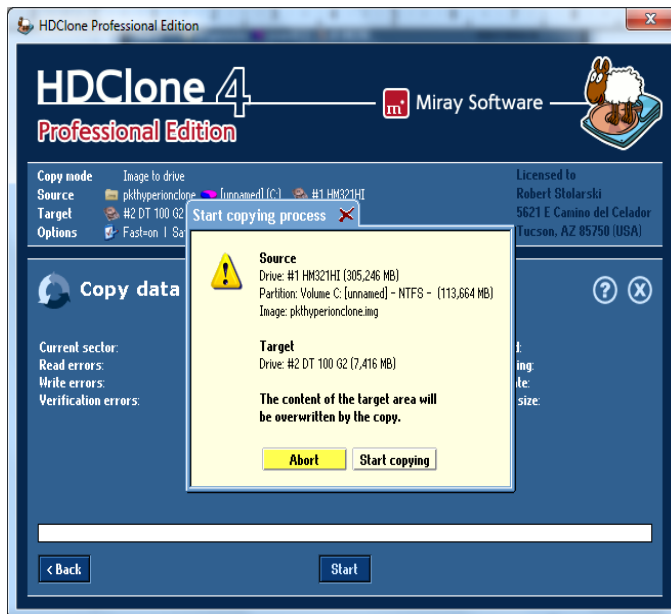 HDClone Professional Edition
HDClone 4
Professional Edition
m Miray Software
Copy mode Image to drive
Source pkthyperionclone [unnamed] (C:) #1 HM321HI
Target #2 DT 100 G2
Options Fast=on |
Licensed to
Robert Stolarski
5621 E Camino del Celador
Tucson, AZ 85750 (USA)
Copy data
Current sector:
Read errors:
Write errors:
Verification errors:
size:
Start copying process
Source
Drive: #1 HM321HI (305,246 MB)
Partition: Volume C: [unnamed] - NTFS - (113,664 MB)
Image: pkthyperionclone.img
Target
Drive: #2 DT 100 G2 (7,416 MB)
The content of the target area will
be overwritten by the copy.
Abort Start copying
< Back Start